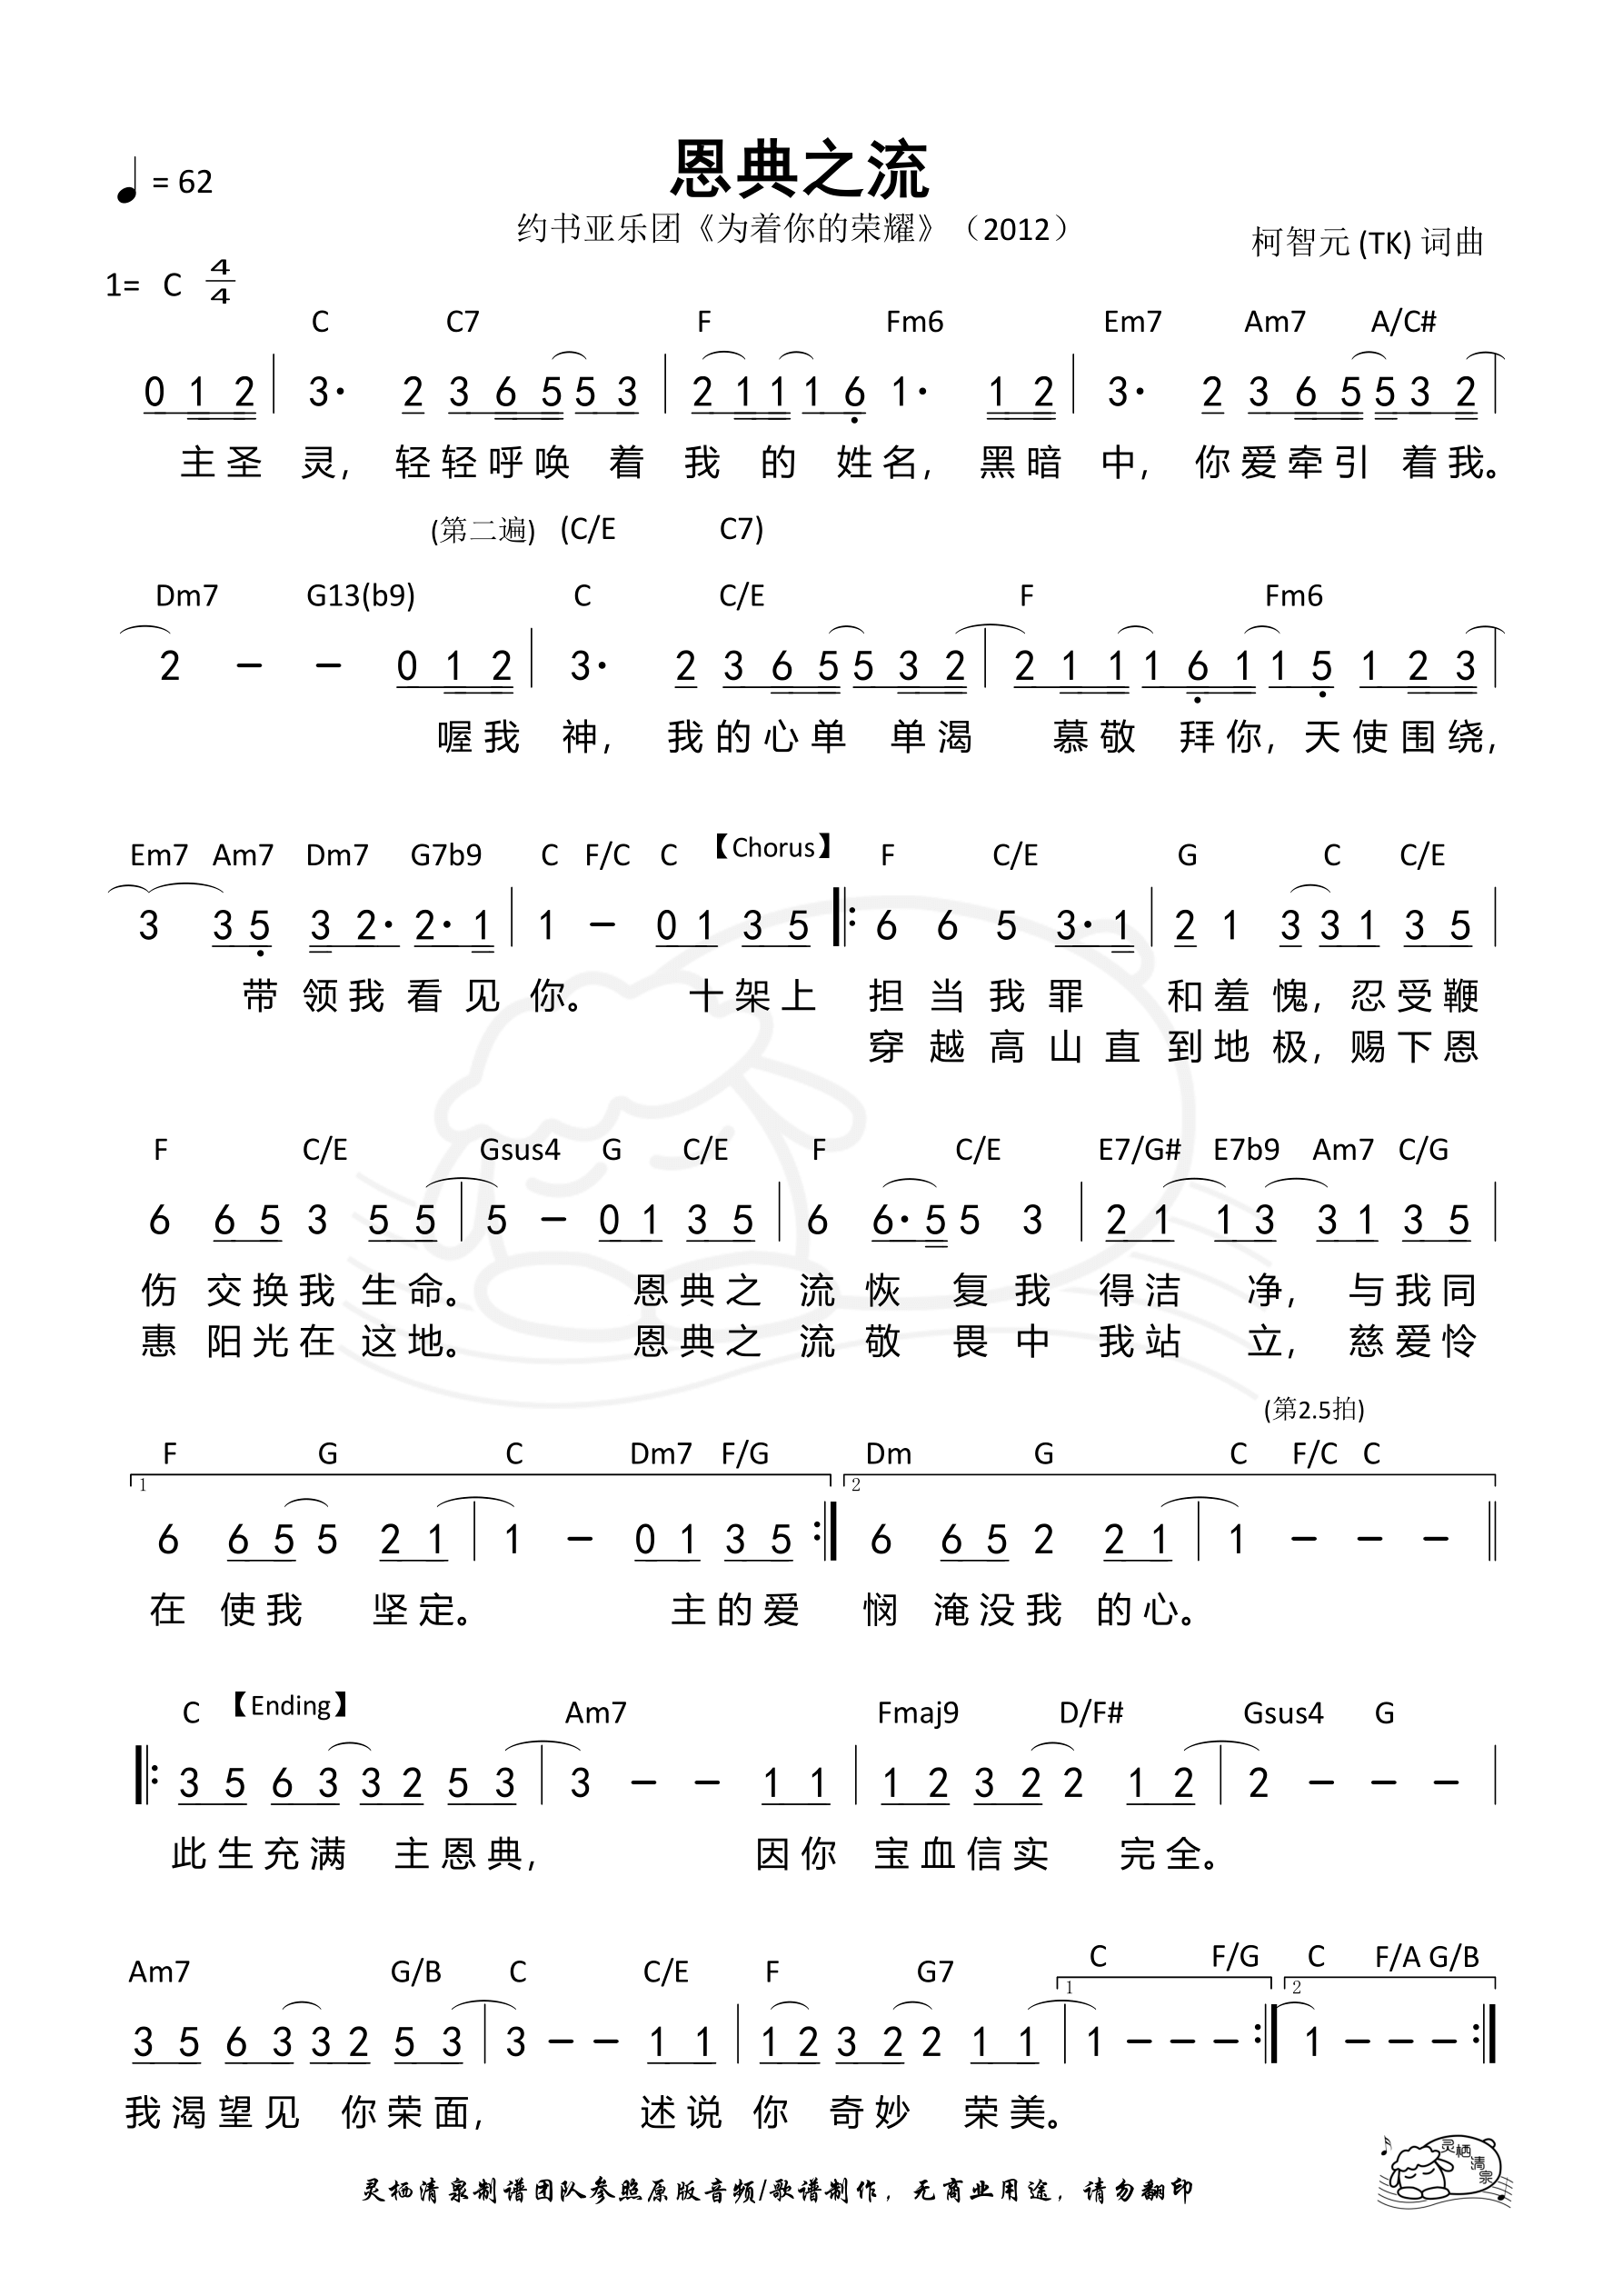 恩典之流
♩ = 62
约书亚乐团《为着你的荣耀》（2012）
柯智元 (TK) 词曲
1= C 4/4
C C7 F Fm6 Em7 Am7 A/C#
0 1 2 | 3· 2 3 6 5 5 3 | 2 1 1 1 6 1· 1 2 | 3· 2 3 6 5 5 3 2 |
主圣 灵, 轻轻呼唤 着 我 的 姓名, 黑暗 中, 你爱牵引 着我。
(第二遍) (C/E C7)
Dm7 G13(b9) C C/E F Fm6
2 – – 0 1 2 | 3· 2 3 6 5 5 3 2 | 2 1 1 1 6 1 1 5 1 2 3 |
喔我 神, 我的心单 单渴 慕敬 拜你, 天使围绕,
Em7 Am7 Dm7 G7b9 C F/C C 【Chorus】 F C/E G C C/E
3 3 5 3 2· 2· 1 | 1 – 0 1 3 5 |: 6 6 5 3· 1 | 2 1 3 3 1 3 5 |
带 领我 看见 你。 十架上 担当我罪 和羞 愧, 忍受鞭
穿越高山直 到地 极, 赐下恩
F C/E Gsus4 G C/E F C/E E7/G# E7b9 Am7 C/G
6 6 5 3 5 5 | 5 – 0 1 3 5 | 6 6· 5 5 3 | 2 1 1 3 3 1 3 5 |
伤 交换我 生命。 恩典之 流恢 复我 得洁 净, 与我同
惠 阳光在 这地。 恩典之 流敬 畏中 我站 立, 慈爱怜
(第2.5拍)
F G C Dm7 F/G Dm G C F/C C
1 2
6 6 5 5 2 1 | 1 – 0 1 3 5 :| 6 6 5 2 2 1 | 1 – – – ||
在 使我 坚定。 主的爱 悯 淹没我 的心。
C 【Ending】 Am7 Fmaj9 D/F# Gsus4 G
|: 3 5 6 3 3 2 5 3 | 3 – – 1 1 | 1 2 3 2 2 1 2 | 2 – – – |
此生充满 主恩典, 因你 宝血信实 完全。
Am7 G/B C C/E F G7 C F/G C F/A G/B
1 2
3 5 6 3 3 2 5 3 | 3 – – 1 1 | 1 2 3 2 2 1 1 | 1 – – – :| 1 – – – :|
我渴望见 你荣面, 述说 你 奇妙 荣美。
灵栖清泉
灵栖清泉制谱团队参照原版音频/歌谱制作，无商业用途，请勿翻印